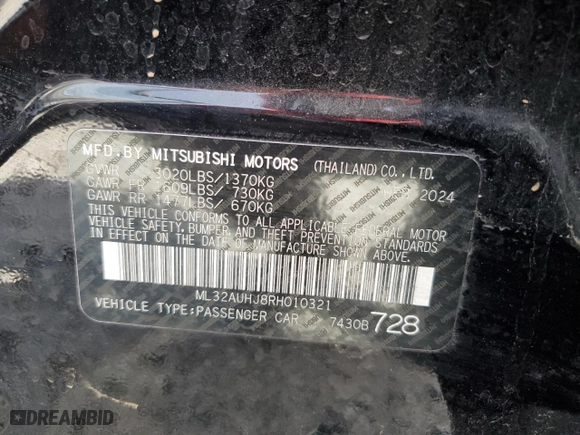 MFD.BY MITSUBISHI MOTORS (THAILAND) CO., LTD.
GVWR 3020LBS/1370KG
2024
GAWR FR 1609LBS/ 730KG
GAWR RR 1477LBS/ 670KG
THIS VEHICLE CONFORMS TO ALL APPLICABLE FEDERAL MOTOR
VEHICLE SAFETY, BUMPER, AND THEFT PREVENTION STANDARDS
IN EFFECT ON THE DATE OF MANUFACTURE SHOWN ABOVE.
ML32AUHJ8RH010321
VEHICLE TYPE:PASSENGER CAR 7430B 728
DREAMBID